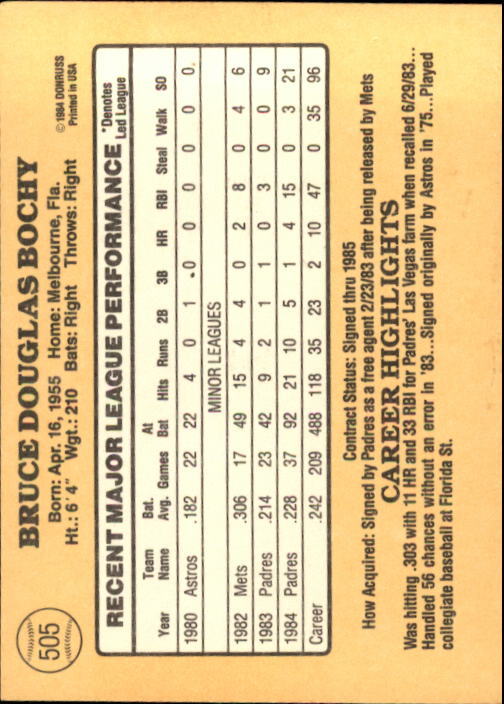 505
BRUCE DOUGLAS BOCHY
© 1984 DONRUSS
Printed in USA
Born: Apr. 16, 1955 Home: Melbourne, Fla.
Ht.: 6' 4" Wgt.: 210 Bats: Right Throws: Right
RECENT MAJOR LEAGUE PERFORMANCE *Denotes Led League
Year Team Name Bat. Avg. Games At Bat Hits Runs 2B 3B HR RBI Steal Walk SO
1980 Astros .182 22 22 4 0 1 0 0 0 0 0 0
MINOR LEAGUES
1982 Mets .306 17 49 15 4 4 0 2 8 0 4 6
1983 Padres .214 23 42 9 2 1 1 0 3 0 0 9
1984 Padres .228 37 92 21 10 5 1 4 15 0 3 21
Career .242 209 488 118 35 23 2 10 47 0 35 96
Contract Status: Signed thru 1985
How Acquired: Signed by Padres as a free agent 2/23/83 after being released by Mets
CAREER HIGHLIGHTS
Was hitting .303 with 11 HR and 33 RBI for Padres' Las Vegas farm when recalled 6/29/83...
Handled 56 chances without an error in '83...Signed originally by Astros in '75...Played
collegiate baseball at Florida St.